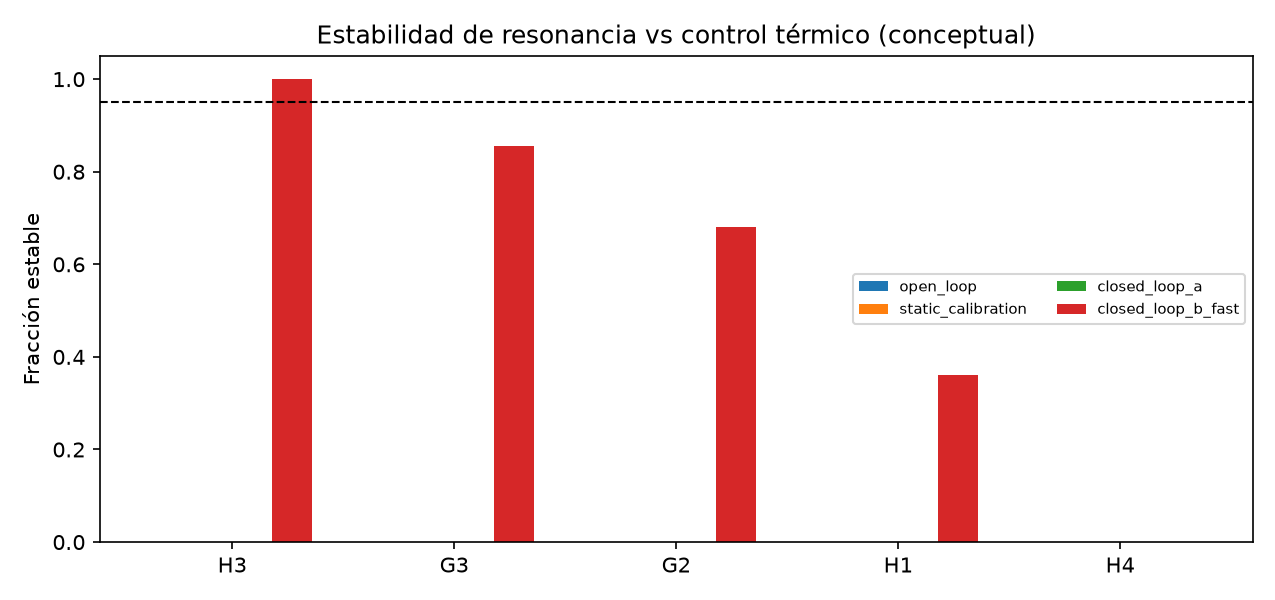 Estabilidad de resonancia vs control térmico (conceptual)
Fracción estable
1.0
0.8
0.6
0.4
0.2
0.0
open_loop
static_calibration
closed_loop_a
closed_loop_b_fast
H3 G3 G2 H1 H4